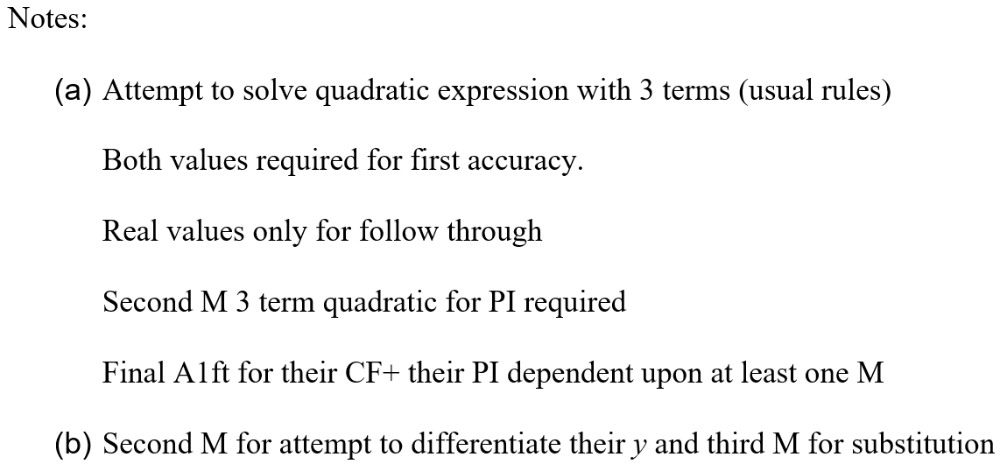 Notes:
(a) Attempt to solve quadratic expression with 3 terms (usual rules)
Both values required for first accuracy.
Real values only for follow through
Second M 3 term quadratic for PI required
Final A1ft for their CF+ their PI dependent upon at least one M
(b) Second M for attempt to differentiate their y and third M for substitution